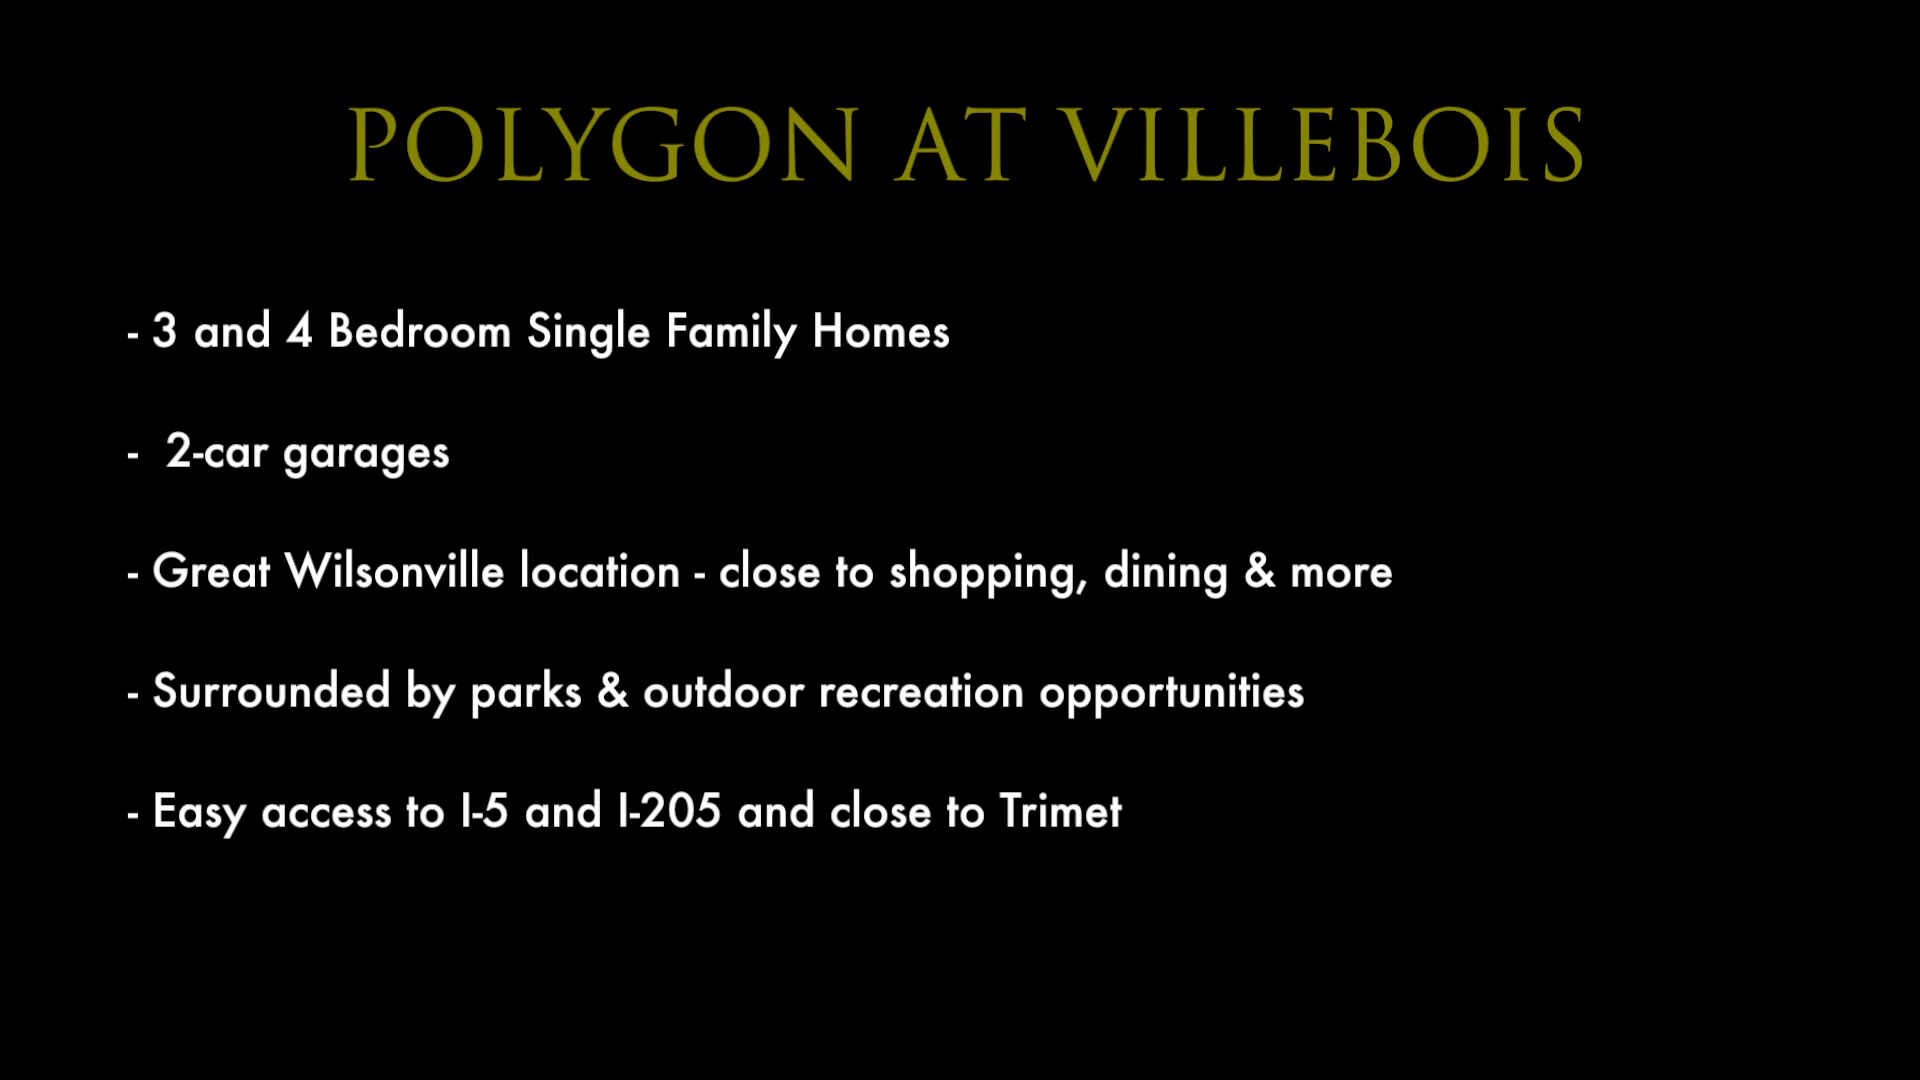 POLYGON AT VILLEBOIS
- 3 and 4 Bedroom Single Family Homes
-  2-car garages
- Great Wilsonville location - close to shopping, dining & more
- Surrounded by parks & outdoor recreation opportunities
- Easy access to I-5 and I-205 and close to Trimet